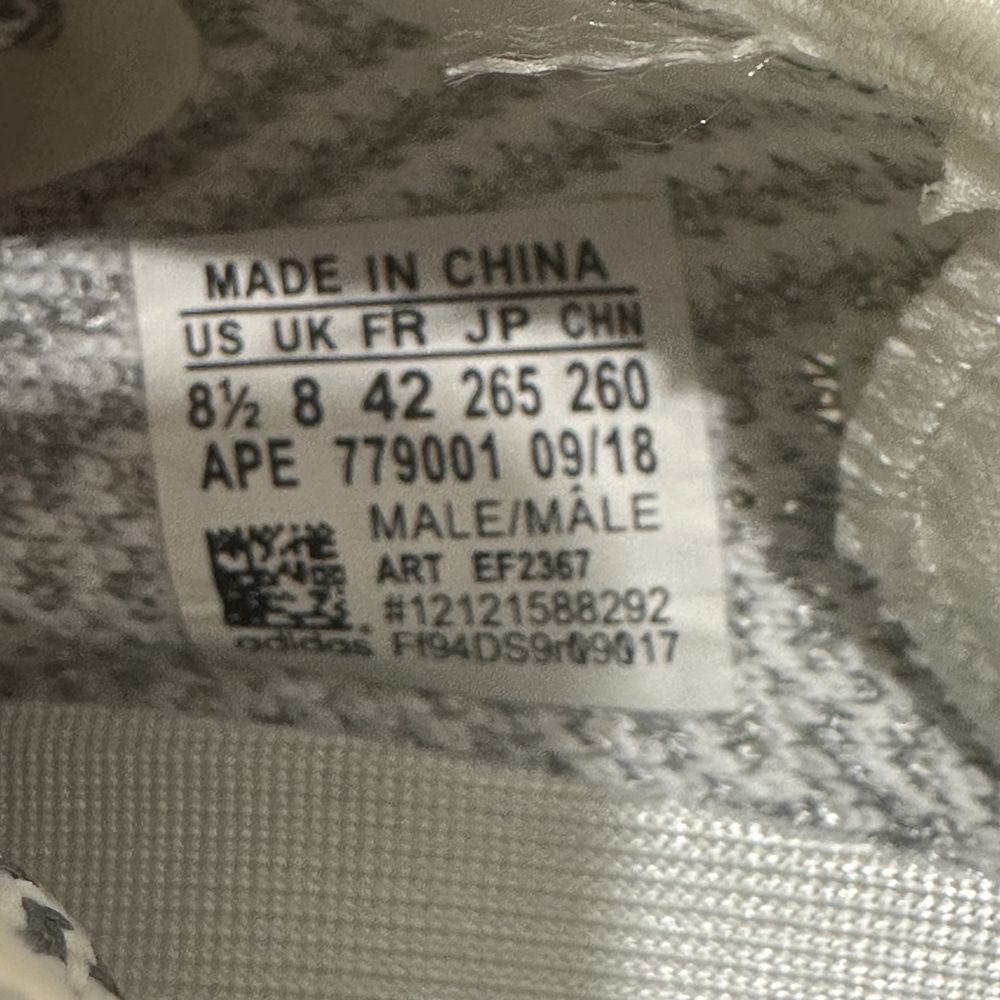 MADE IN CHINA
US UK FR JP CHN
8½ 8 42 265 260
APE 779001 09/18
MALE/MÂLE
ART EF2367
#12121588292
adidas Ff94DS9r09017